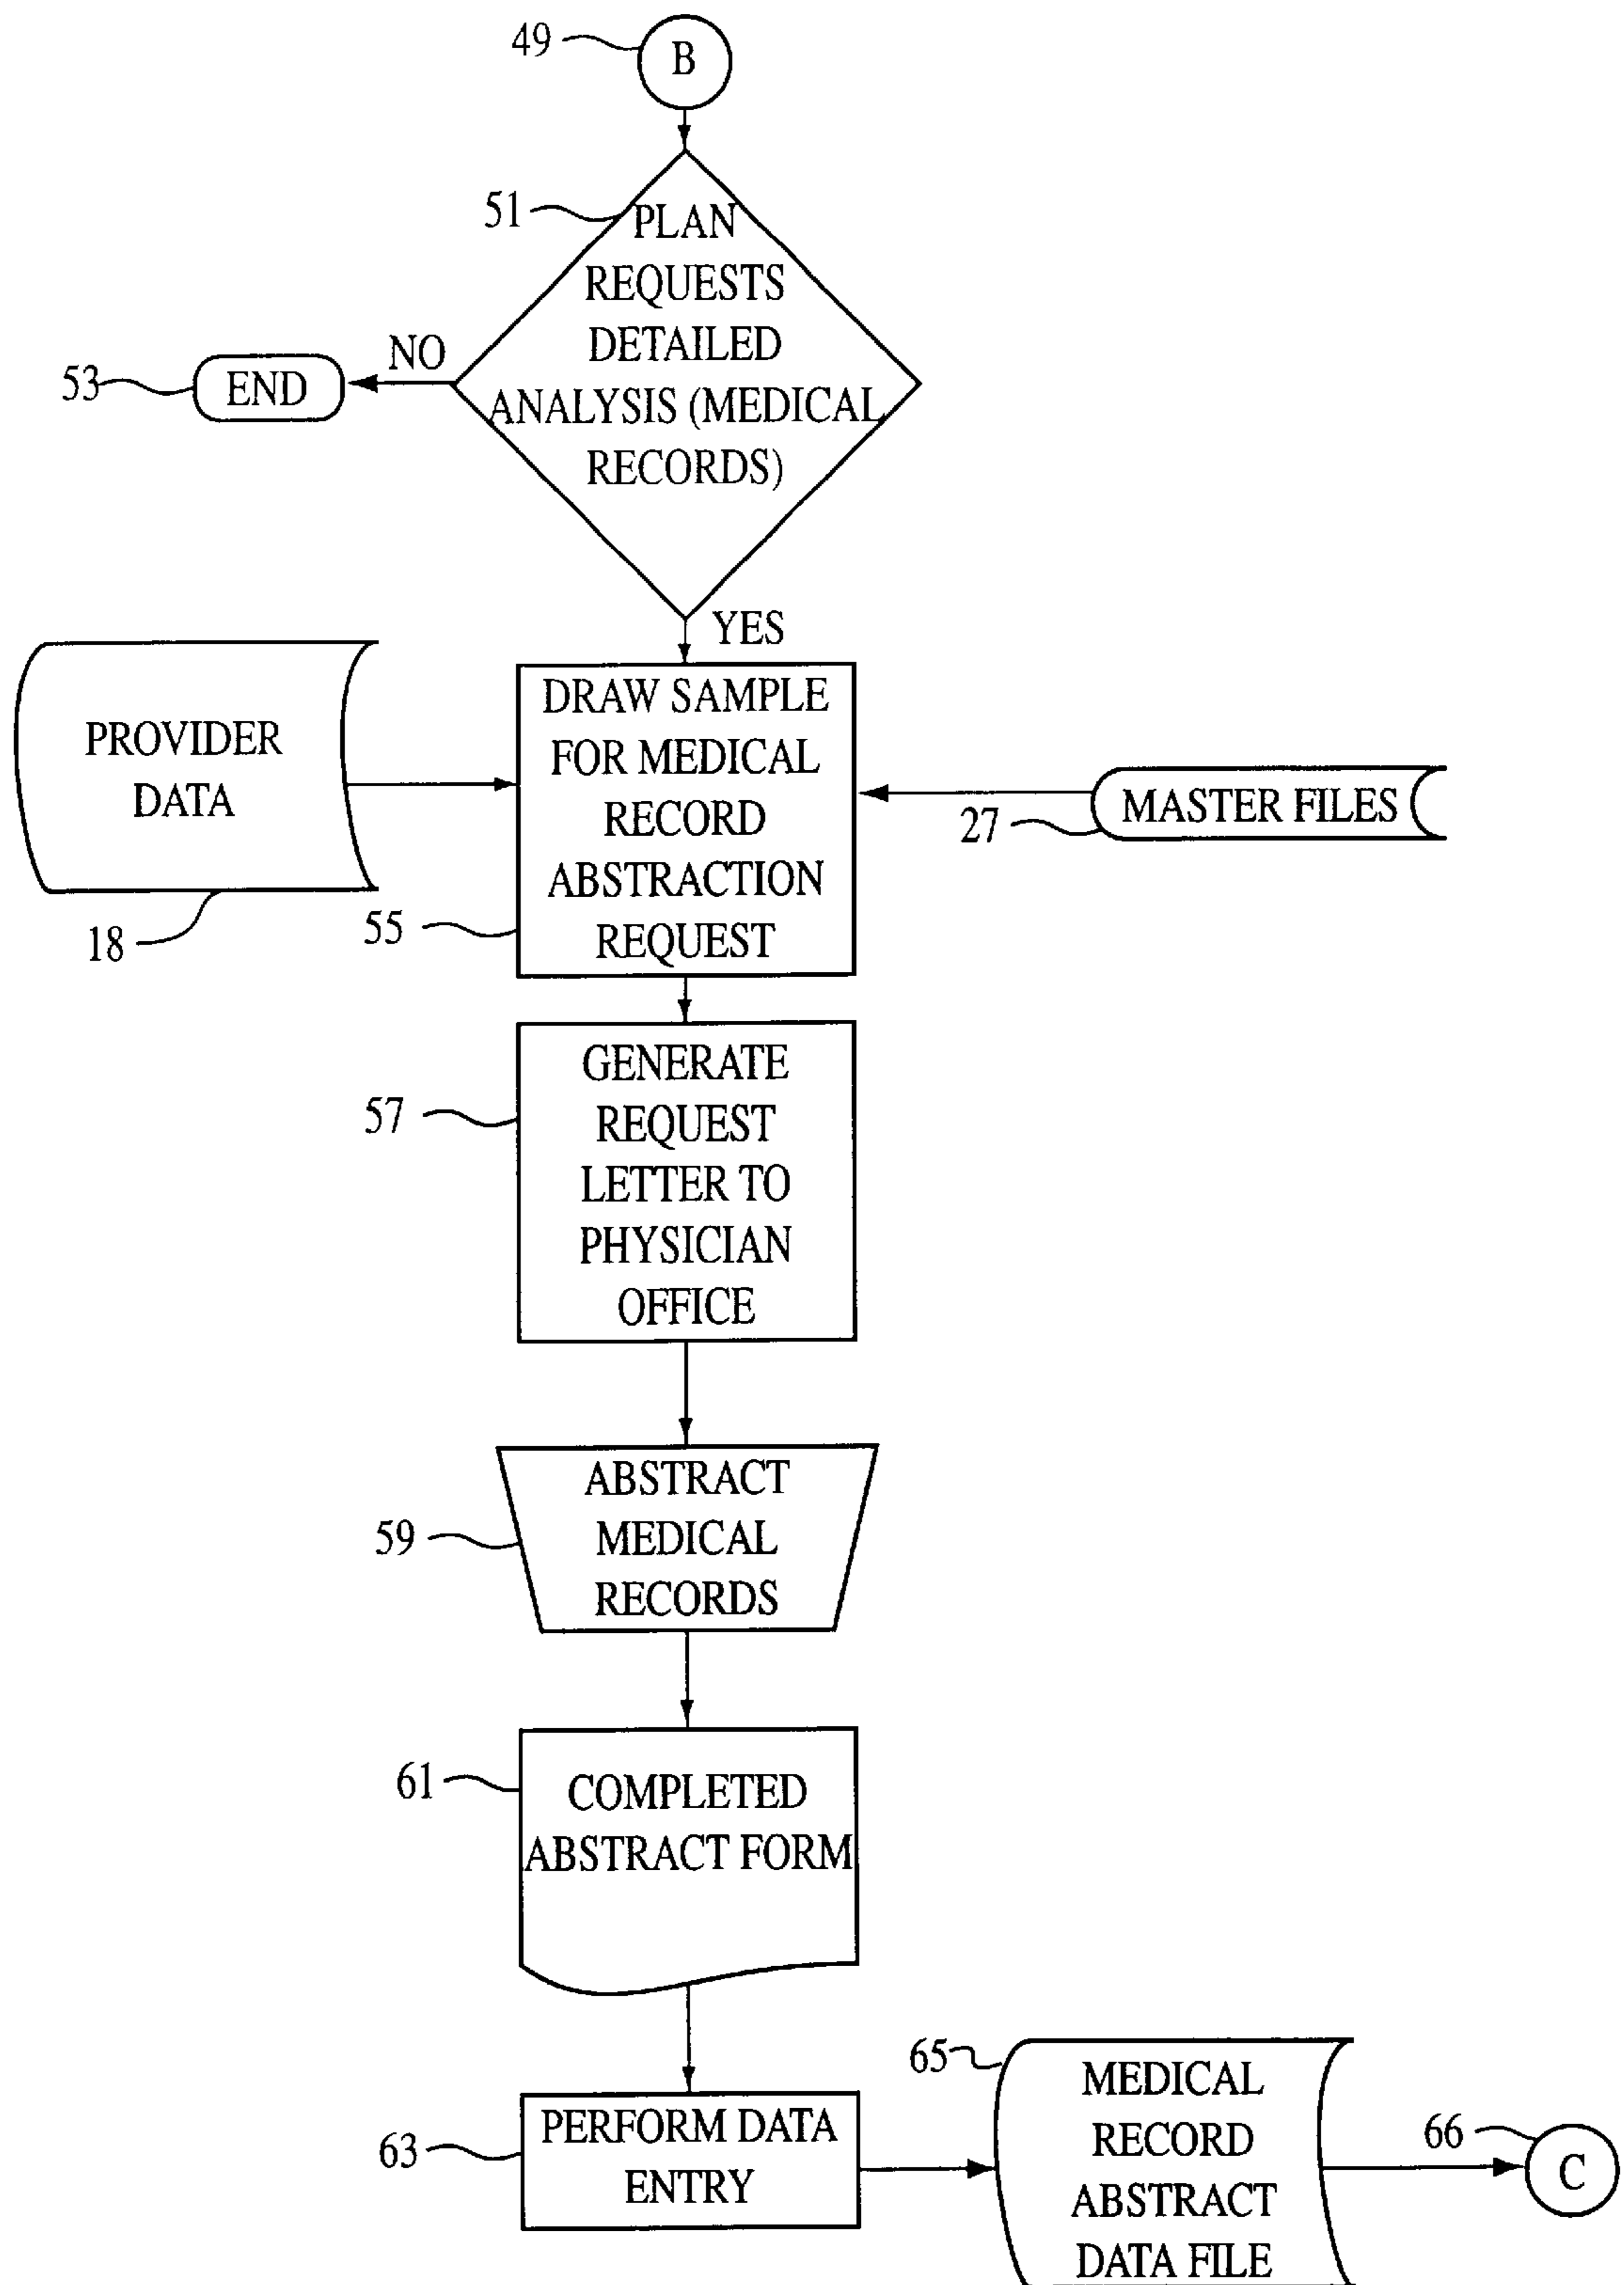 49
B
51
PLAN
REQUESTS
DETAILED
ANALYSIS (MEDICAL
RECORDS)
NO
53
END
YES
PROVIDER
DATA
18
DRAW SAMPLE
FOR MEDICAL
RECORD
ABSTRACTION
REQUEST
55
MASTER FILES
27
GENERATE
REQUEST
LETTER TO
PHYSICIAN
OFFICE
57
ABSTRACT
MEDICAL
RECORDS
59
61
COMPLETED
ABSTRACT FORM
63
PERFORM DATA
ENTRY
65
MEDICAL
RECORD
ABSTRACT
DATA FILE
66
C